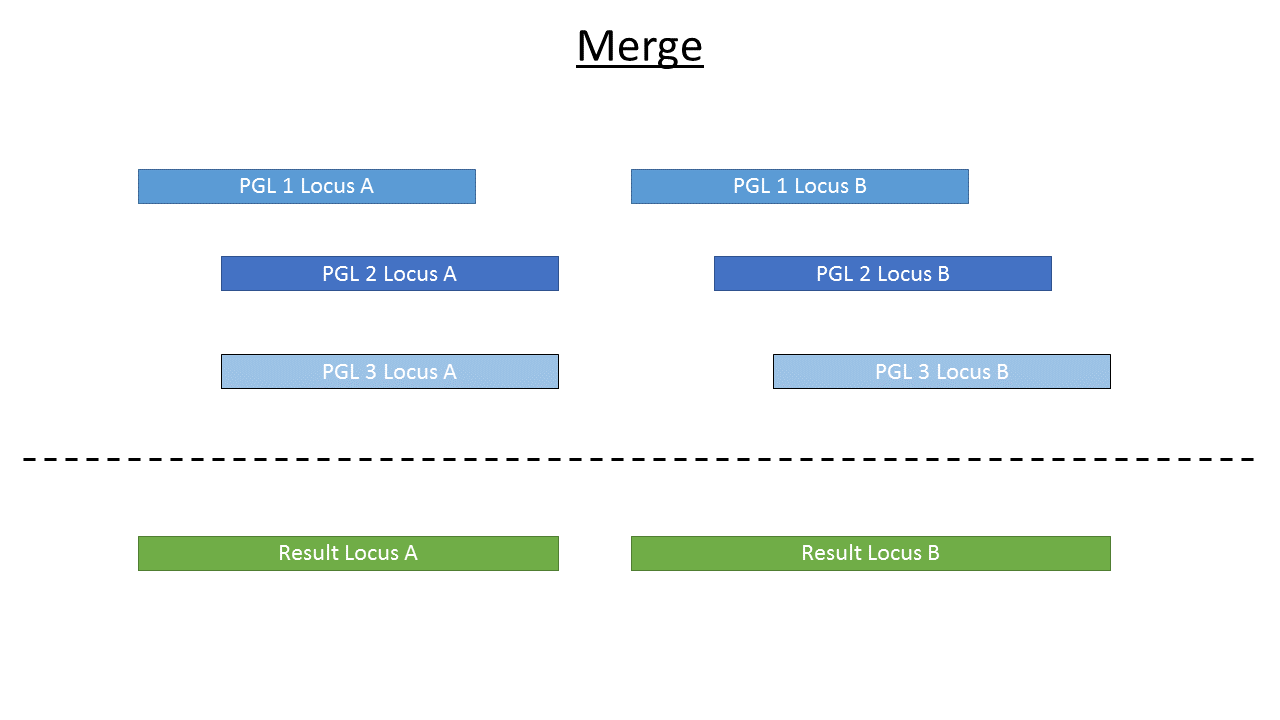 Merge
PGL 1 Locus A
PGL 1 Locus B
PGL 2 Locus A
PGL 2 Locus B
PGL 3 Locus A
PGL 3 Locus B
Result Locus A
Result Locus B